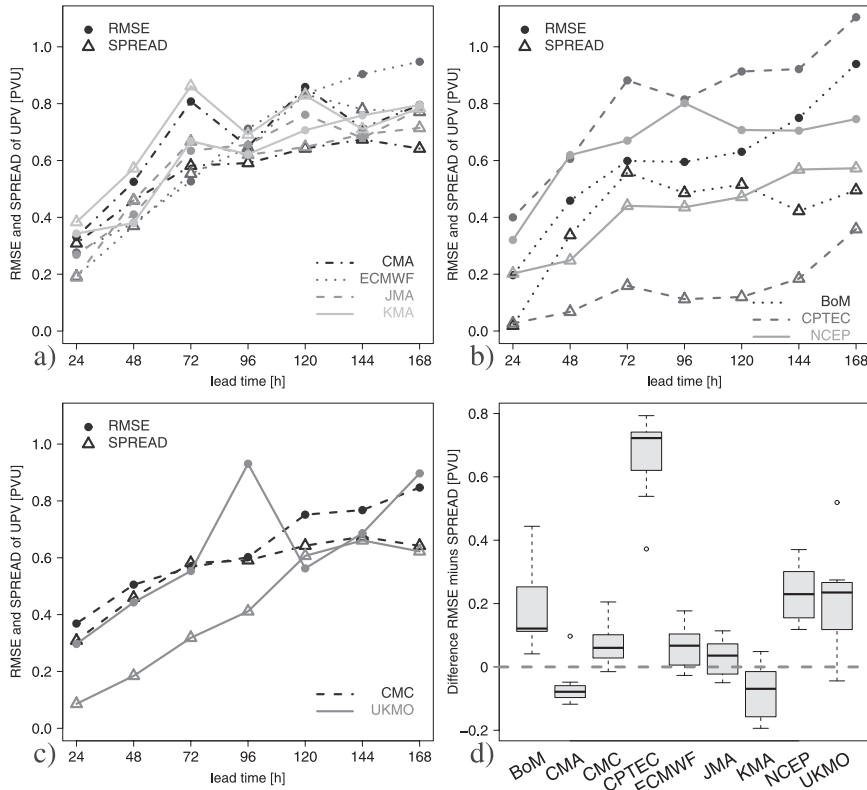 RMSE
SPREAD
RMSE and SPREAD of UPV [PVU]
1.0
0.8
0.6
0.4
0.2
0.0
CMA
ECMWF
JMA
KMA
a)
24 48 72 96 120 144 168
lead time [h]
RMSE
SPREAD
RMSE and SPREAD of UPV [PVU]
1.0
0.8
0.6
0.4
0.2
0.0
BoM
CPTEC
NCEP
b)
24 48 72 96 120 144 168
lead time [h]
RMSE
SPREAD
RMSE and SPREAD of UPV [PVU]
1.0
0.8
0.6
0.4
0.2
0.0
CMC
UKMO
c)
24 48 72 96 120 144 168
lead time [h]
Difference RMSE miuns SPREAD [PVU]
0.8
0.6
0.4
0.2
0
−0.2
d)
BoM CMA CMC CPTEC ECMWF JMA KMA NCEP UKMO